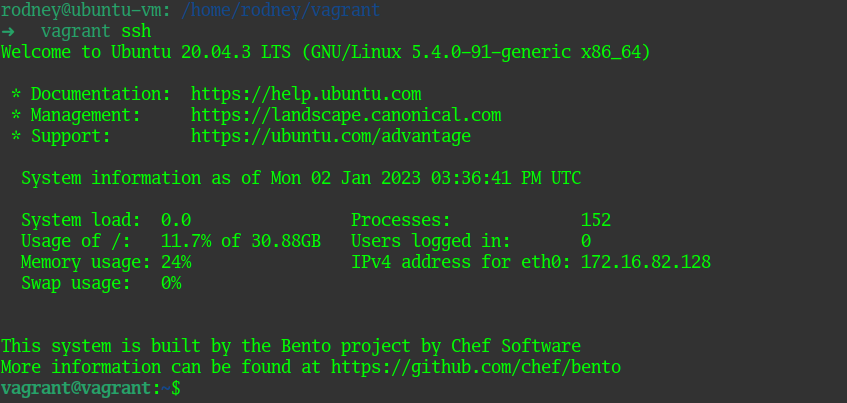 rodney@ubuntu-vm: /home/rodney/vagrant
➜  vagrant ssh
Welcome to Ubuntu 20.04.3 LTS (GNU/Linux 5.4.0-91-generic x86_64)

 * Documentation:  https://help.ubuntu.com
 * Management:     https://landscape.canonical.com
 * Support:        https://ubuntu.com/advantage

  System information as of Mon 02 Jan 2023 03:36:41 PM UTC

  System load:  0.0                Processes:             152
  Usage of /:   11.7% of 30.88GB   Users logged in:       0
  Memory usage: 24%                IPv4 address for eth0: 172.16.82.128
  Swap usage:   0%


This system is built by the Bento project by Chef Software
More information can be found at https://github.com/chef/bento
vagrant@vagrant:~$